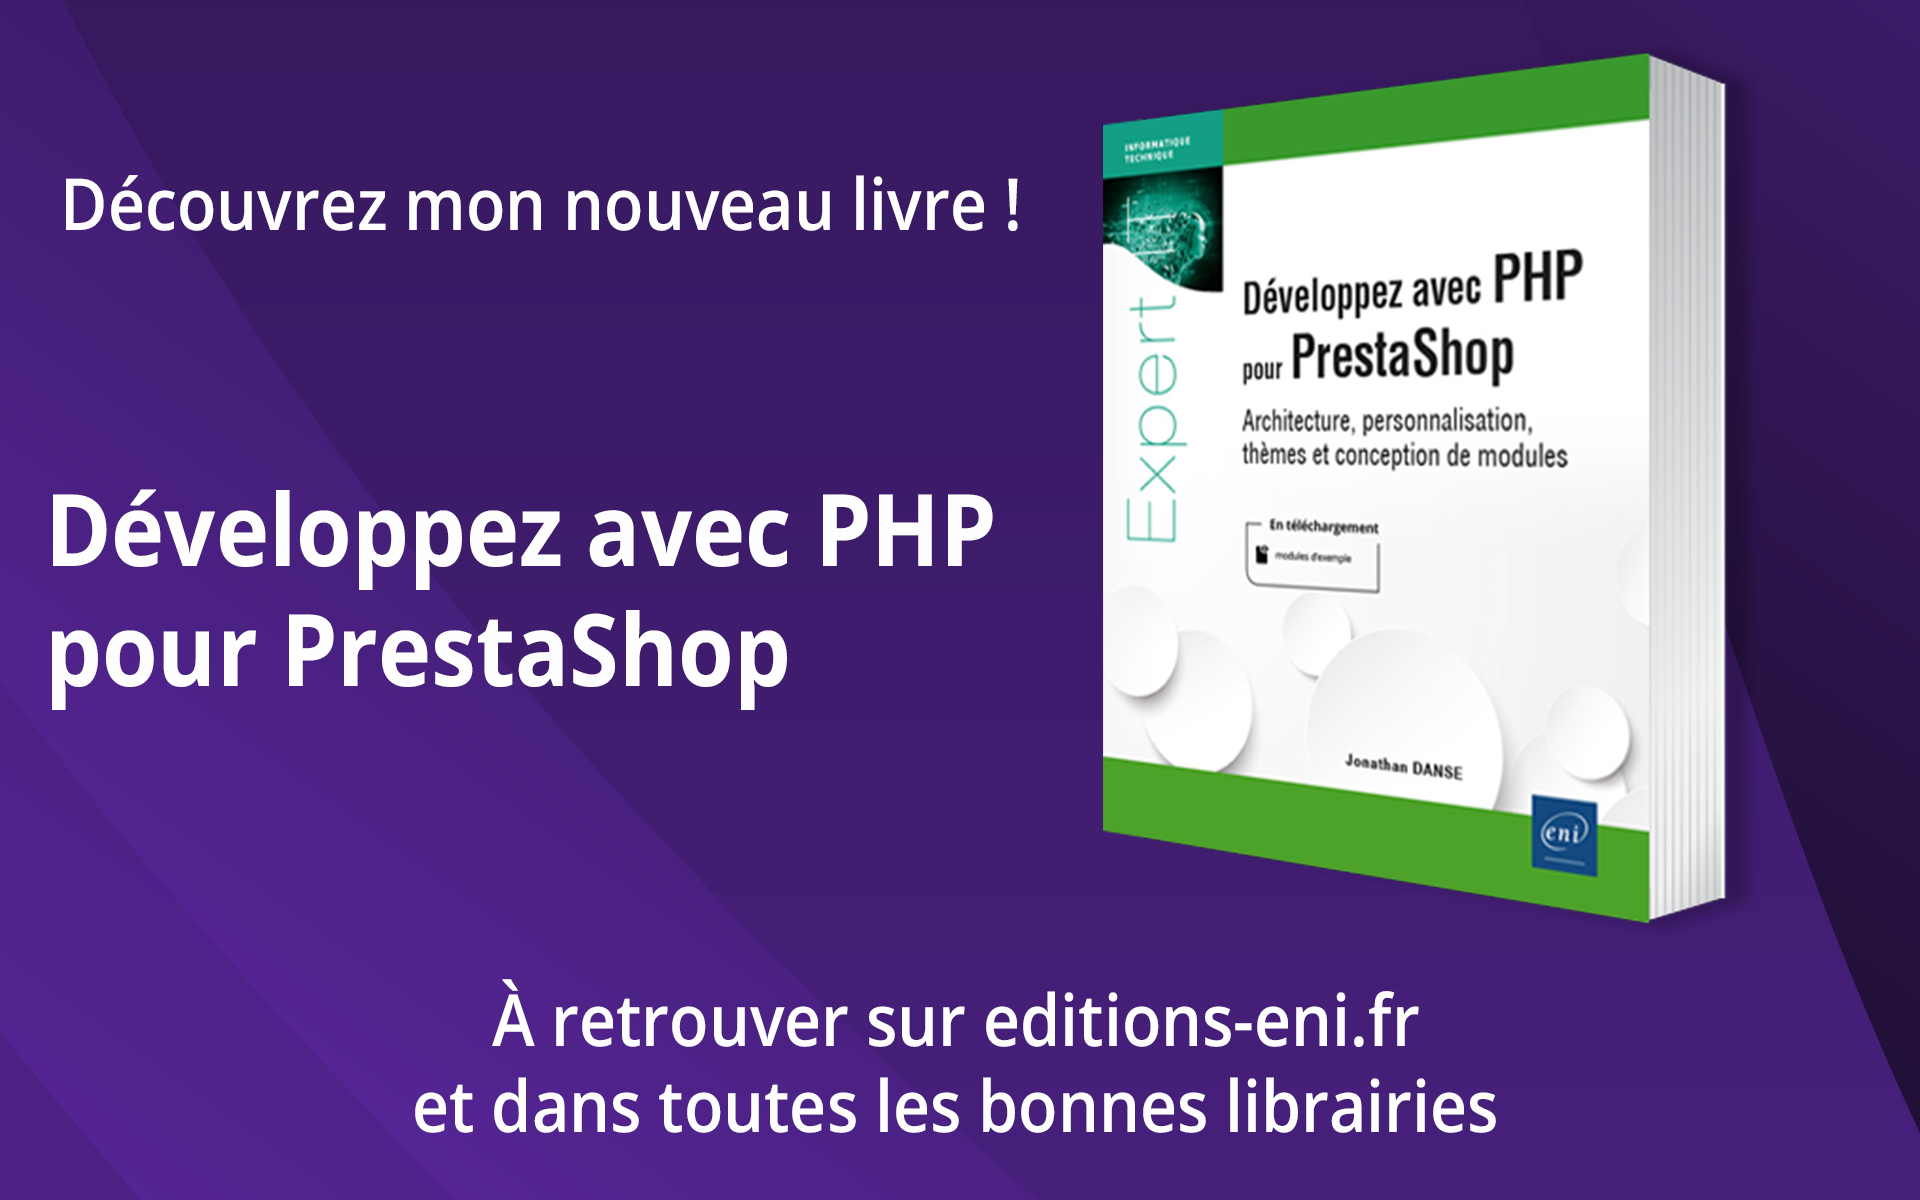 Découvrez mon nouveau livre !
Développez avec PHP
pour PrestaShop
INFORMATIQUE
TECHNIQUE
Expert IT
Développez avec PHP
pour PrestaShop
Architecture, personnalisation,
thèmes et conception de modules
En téléchargement
modules d'exemple
Jonathan DANSE
eni
À retrouver sur editions-eni.fr
et dans toutes les bonnes librairies